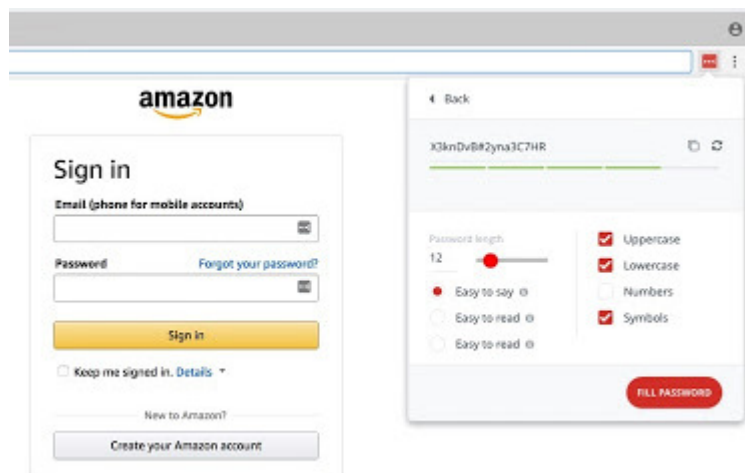 amazon
Sign in
Email (phone for mobile accounts)
Password Forgot your password?
Sign in
Keep me signed in. Details
New to Amazon?
Create your Amazon account
Back
X3knDvB#2yna3C7HR
Password length
12
Easy to say
Easy to read
Easy to read
Uppercase
Lowercase
Numbers
Symbols
FILL PASSWORD